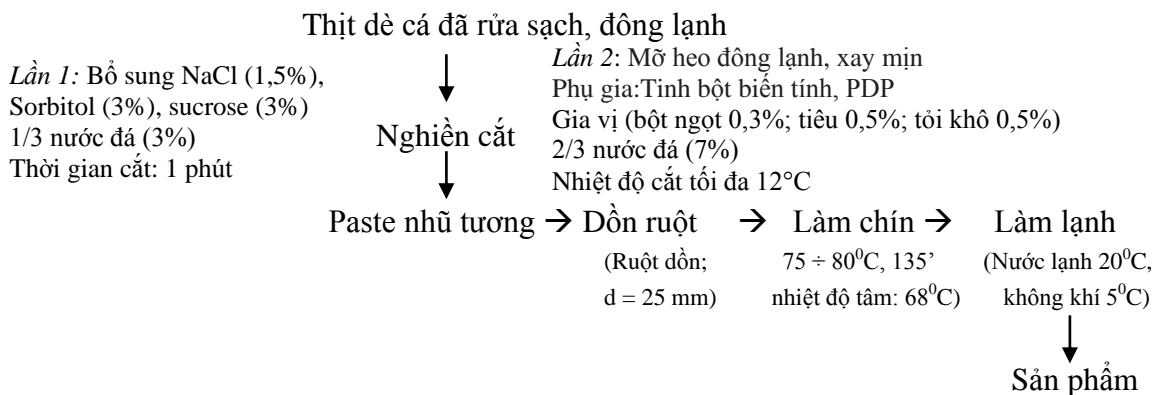 Thịt dè cá đã rửa sạch, đông lạnh
Lần 1: Bổ sung NaCl (1,5%),
Sorbitol (3%), sucrose (3%)
1/3 nước đá (3%)
Thời gian cắt: 1 phút
Nghiền cắt
Lần 2: Mỡ heo đông lạnh, xay mịn
Phụ gia:Tinh bột biến tính, PDP
Gia vị (bột ngọt 0,3%; tiêu 0,5%; tỏi khô 0,5%)
2/3 nước đá (7%)
Nhiệt độ cắt tối đa 12°C
Paste nhũ tương → Dồn ruột → Làm chín → Làm lạnh
(Ruột dồn; 75 ÷ 80⁰C, 135’ (Nước lạnh 20⁰C,
d = 25 mm) nhiệt độ tâm: 68⁰C) không khí 5⁰C)
Sản phẩm